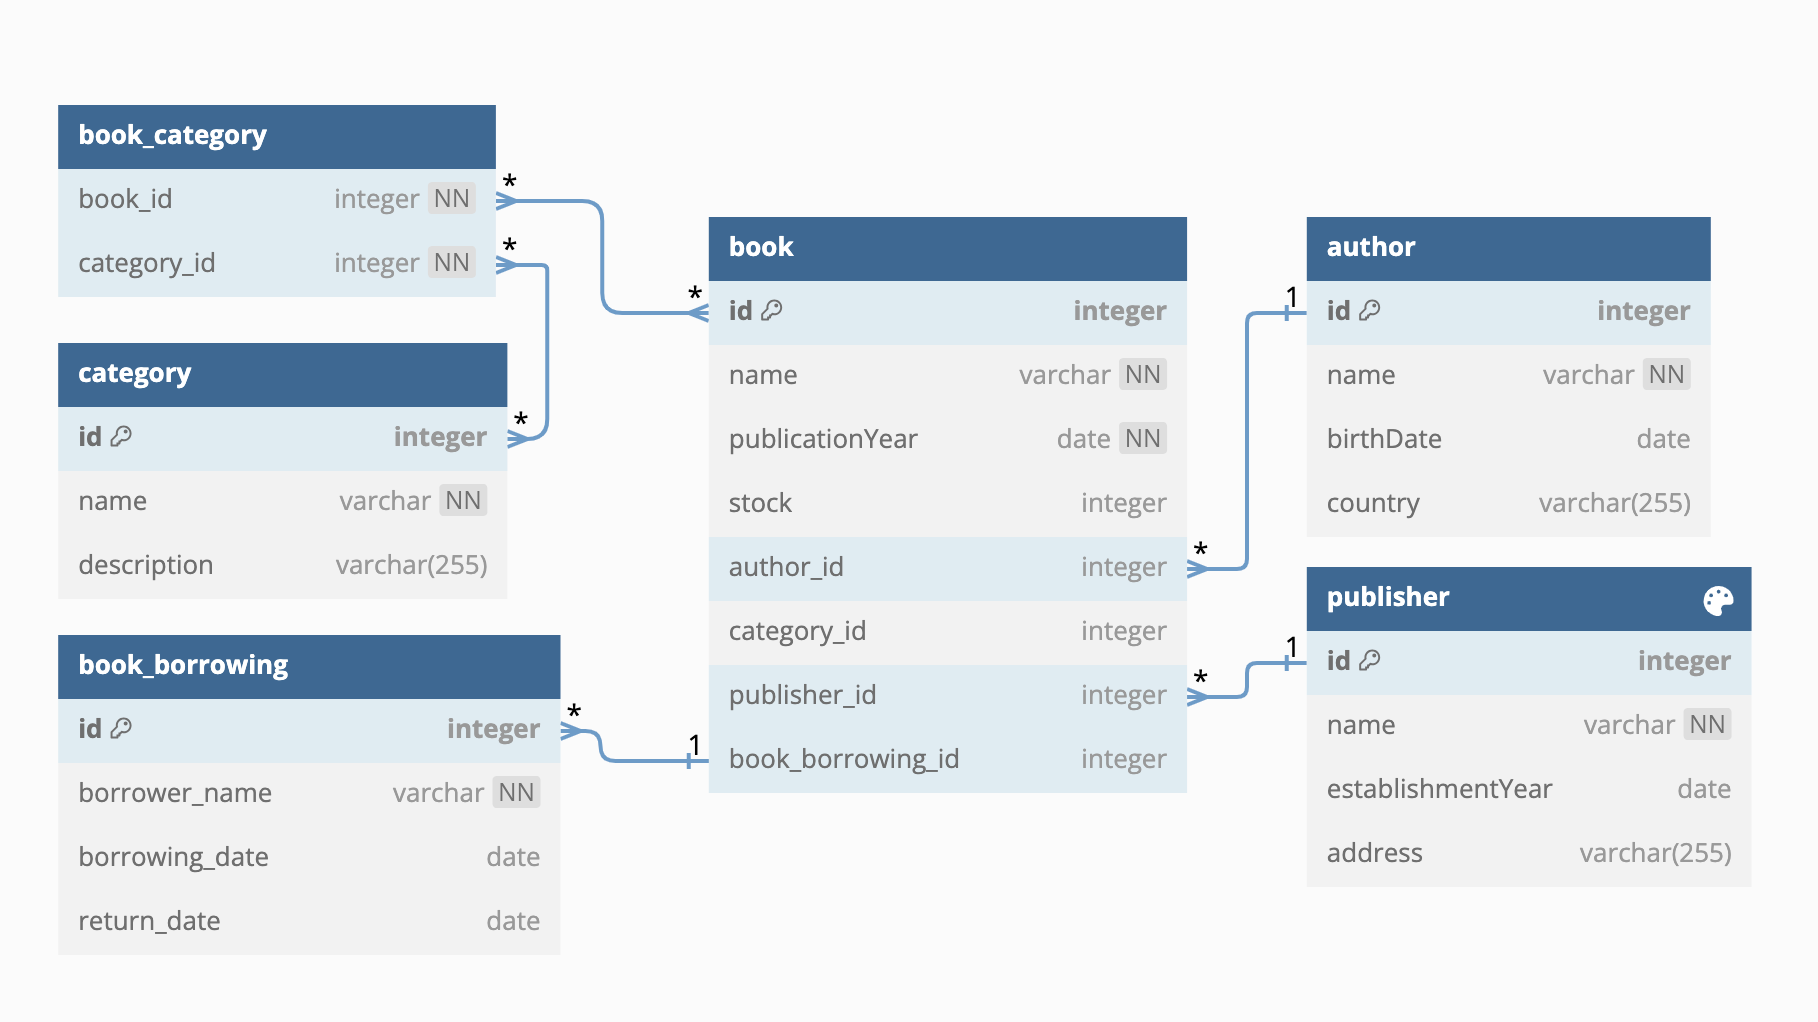 book_category
book_id integer NN
category_id integer NN
*
*
category
id integer
name varchar NN
description varchar(255)
*
book_borrowing
id integer
borrower_name varchar NN
borrowing_date date
return_date date
*
book
id integer
name varchar NN
publicationYear date NN
stock integer
author_id integer
category_id integer
publisher_id integer
book_borrowing_id integer
*
1
*
*
author
id integer
name varchar NN
birthDate date
country varchar(255)
1
publisher
id integer
name varchar NN
establishmentYear date
address varchar(255)
1